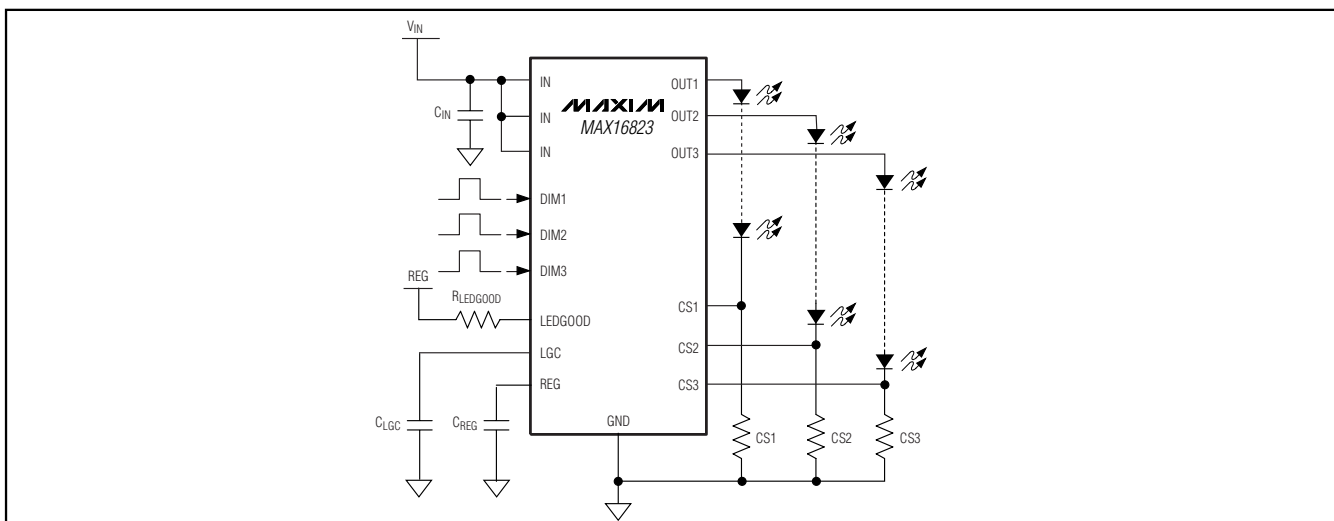 VIN
CIN
IN
IN
IN
MAXIM
MAX16823
OUT1
OUT2
OUT3
DIM1
DIM2
DIM3
REG
RLEDGOOD
LEDGOOD
LGC
REG
CLGC
CREG
GND
CS1
CS2
CS3
CS1
CS2
CS3